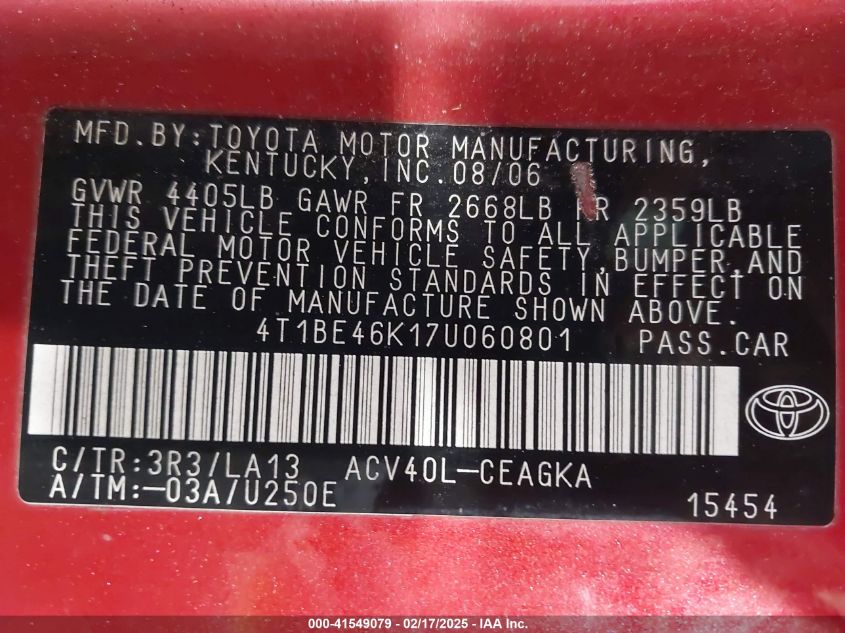 MFD.BY:TOYOTA MOTOR MANUFACTURING,
KENTUCKY,INC.08/06
GVWR 4405LB GAWR FR 2668LB RR 2359LB
THIS VEHICLE CONFORMS TO ALL APPLICABLE
FEDERAL MOTOR VEHICLE SAFETY,BUMPER,AND
THEFT PREVENTION STANDARDS IN EFFECT ON
THE DATE OF MANUFACTURE SHOWN ABOVE.
4T1BE46K17U060801 PASS.CAR
C/TR:3R3/LA13 ACV40L-CEAGKA
A/TM:-03A/U250E 15454
000-41549079 - 02/17/2025 - IAA Inc.